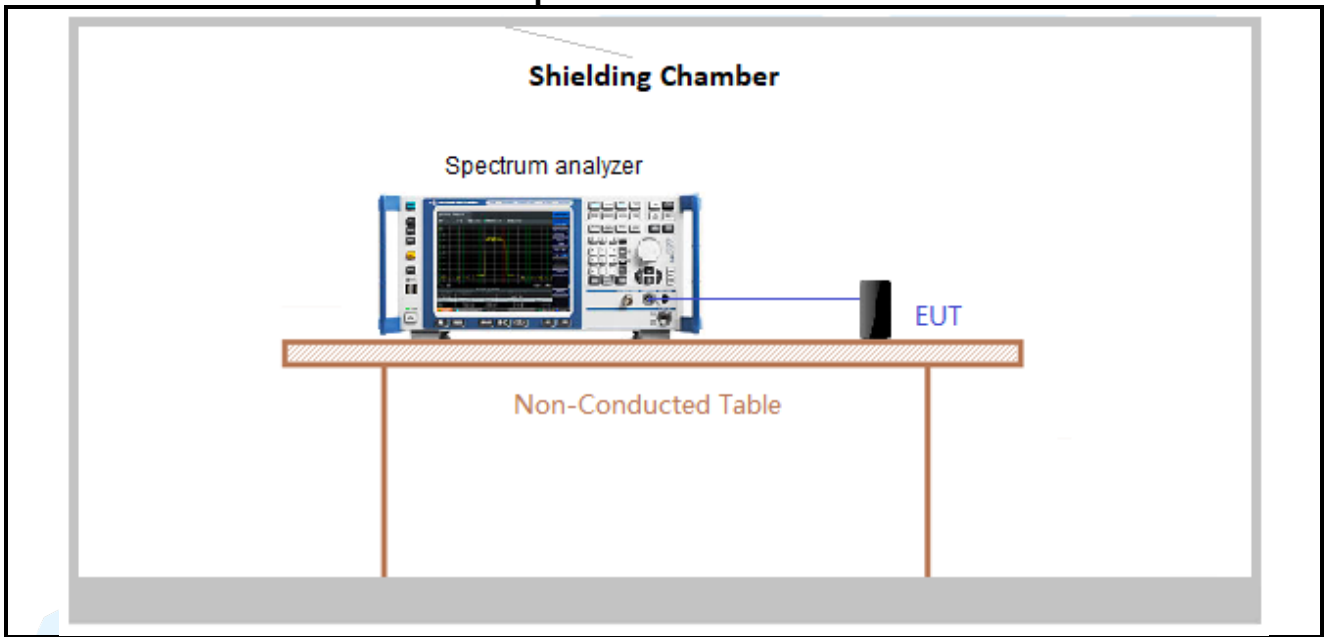 Shielding Chamber
Spectrum analyzer
EUT
Non-Conducted Table